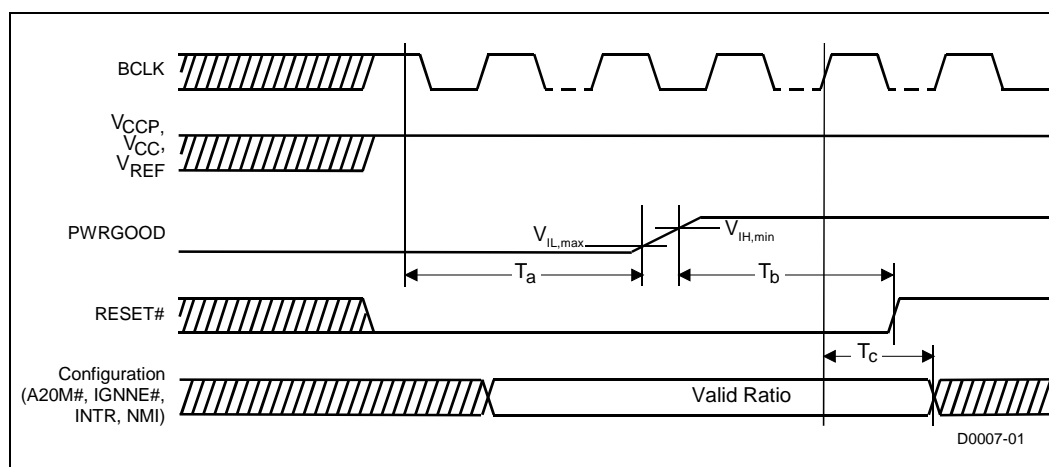 BCLK
VCCP,
VCC,
VREF
PWRGOOD
VIL,max
VIH,min
Ta
Tb
RESET#
Tc
Configuration
(A20M#, IGNNE#,
INTR, NMI)
Valid Ratio
D0007-01